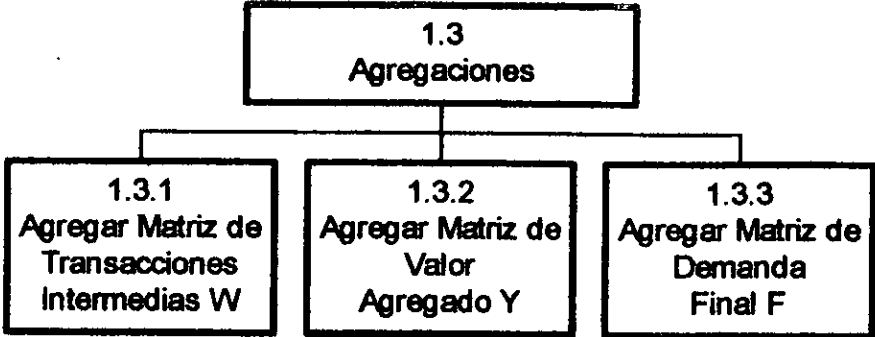 1.3
Agregaciones
1.3.1
Agregar Matriz de
Transacciones
Intermedias W
1.3.2
Agregar Matriz de
Valor
Agregado Y
1.3.3
Agregar Matriz de
Demanda
Final F